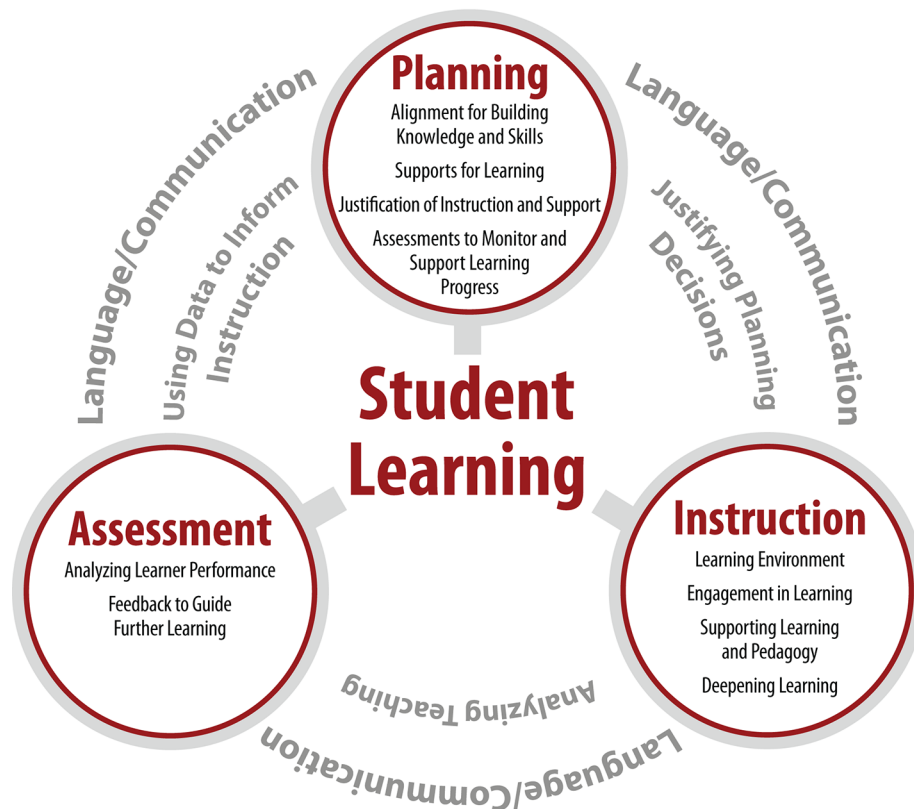 Planning
Alignment for Building
Knowledge and Skills
Supports for Learning
Justification of Instruction and Support
Assessments to Monitor and
Support Learning
Progress
Language/Communication
Using Data to Inform
Instruction
Language/Communication
Justifying Planning
Decisions
Student
Learning
Assessment
Analyzing Learner Performance
Feedback to Guide
Further Learning
Instruction
Learning Environment
Engagement in Learning
Supporting Learning
and Pedagogy
Deepening Learning
Analyzing Teaching
Language/Communication